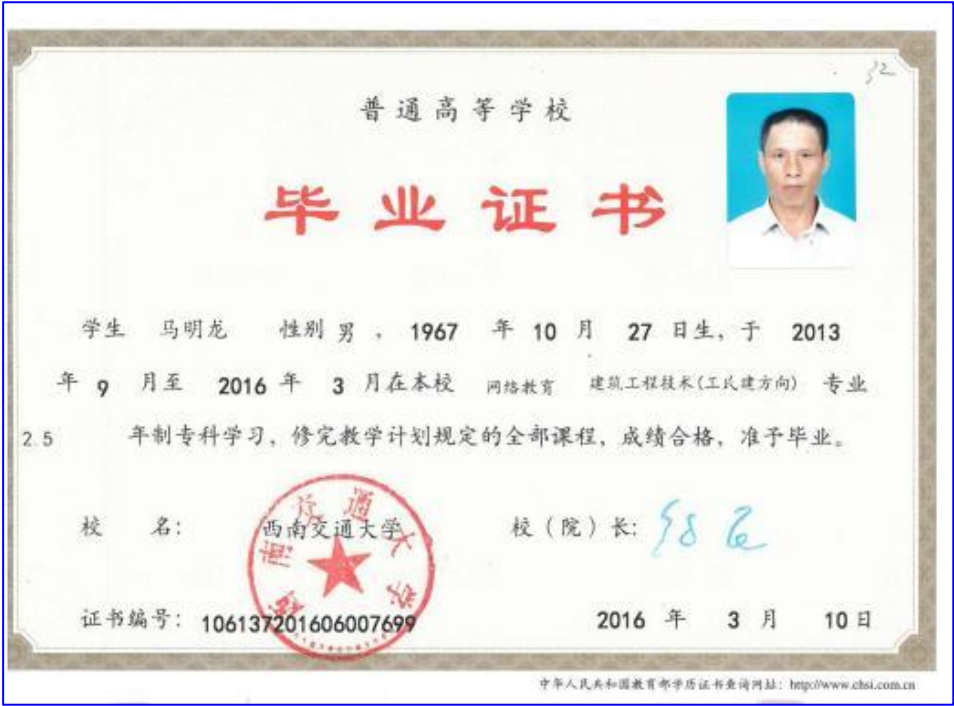 32
普通高等学校
毕业证书
学生 马明龙 性别 男 , 1967 年 10 月 27 日生, 于 2013
年 9 月至 2016 年 3 月在本校 网络教育 建筑工程技术(工民建方向) 专业
2.5 年制专科学习, 修完教学计划规定的全部课程, 成绩合格, 准予毕业。
校 名: 西南交通大学 校(院)长:
西南交通大学
证书编号: 106137201606007699 2016 年 3 月 10 日
中华人民共和国教育部学历证书查询网址: http://www.chsi.com.cn